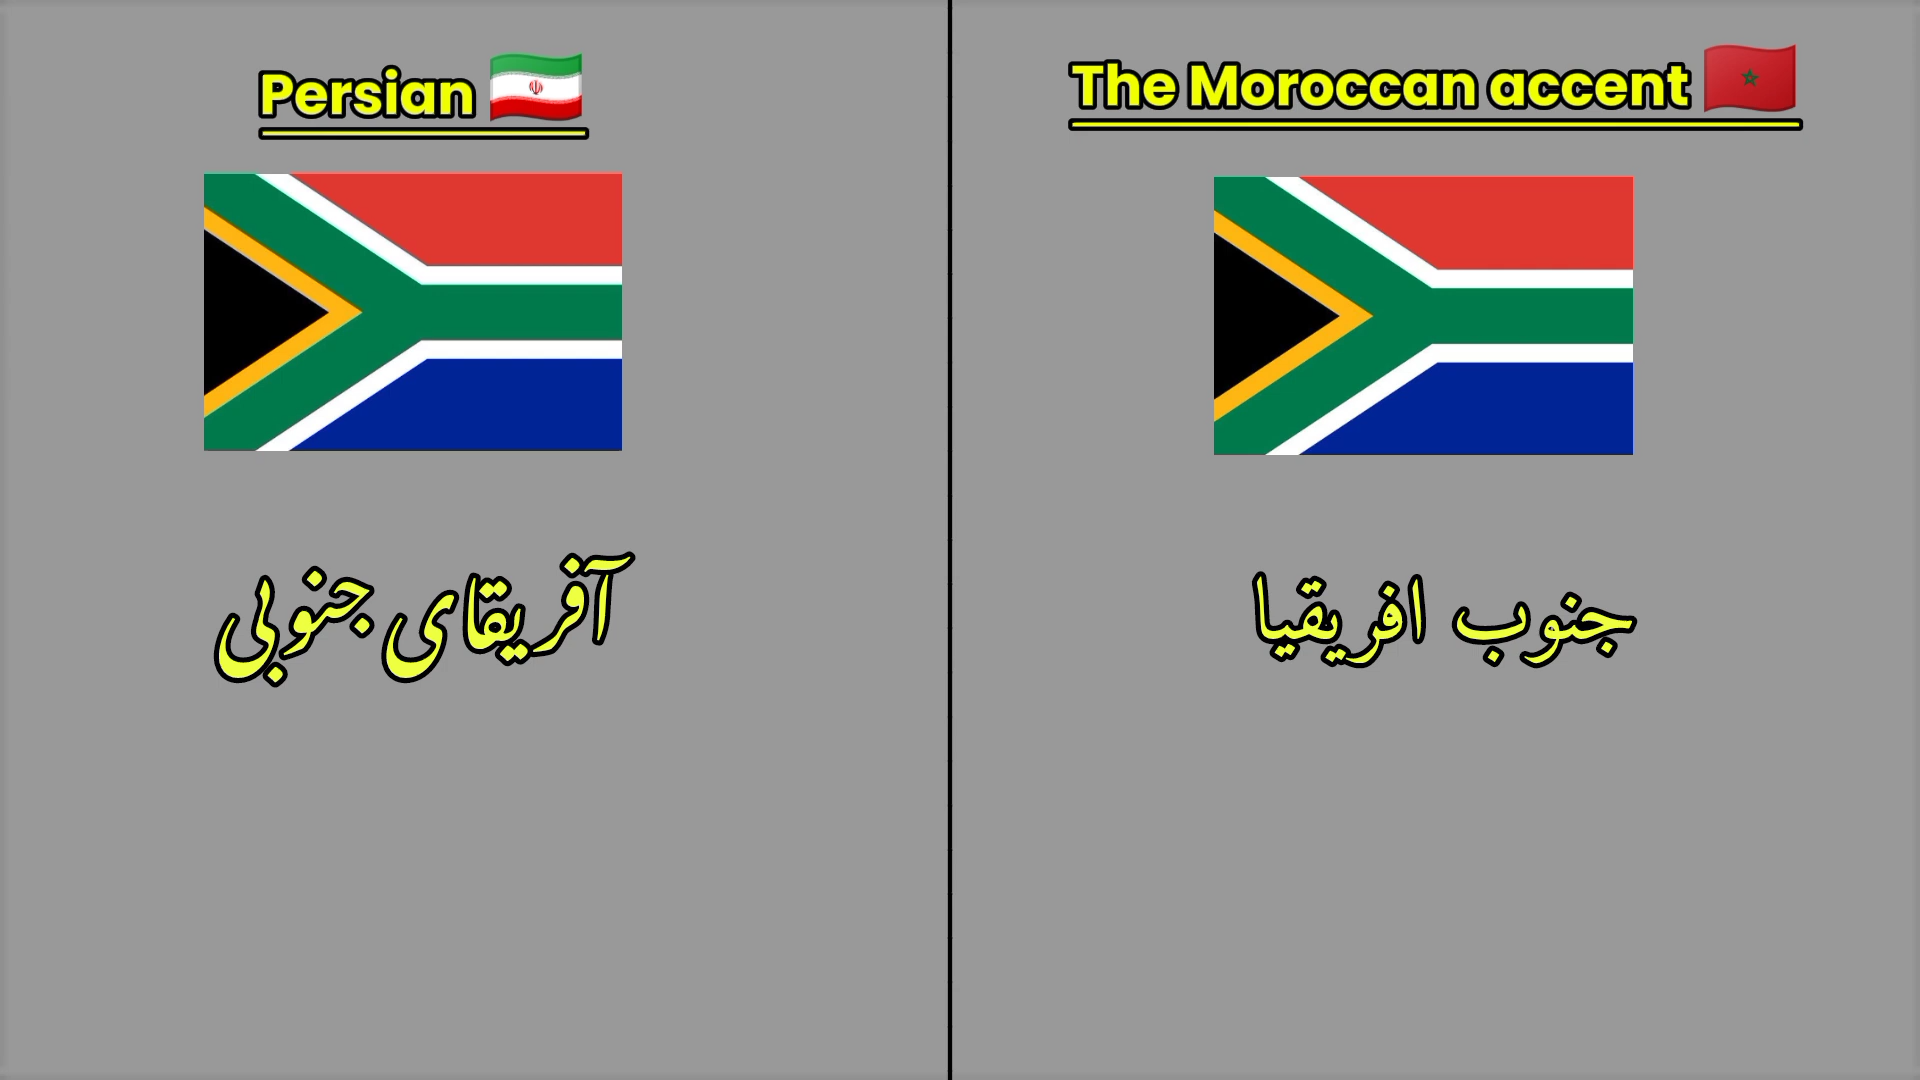 Persian 🇮🇷
The Moroccan accent 🇲🇦
آفریقای جنوبی
جنوب افريقيا